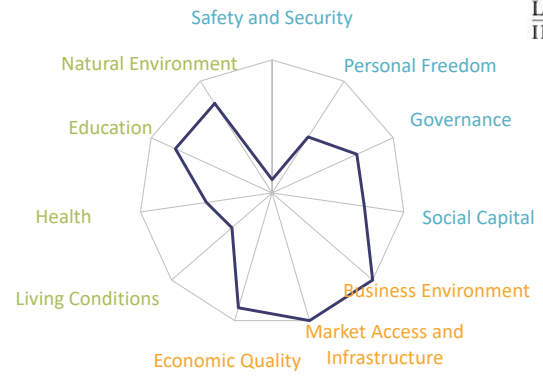 Safety and Security
Natural Environment
Personal Freedom
Education
Governance
Health
Social Capital
Living Conditions
Business Environment
Market Access and
Infrastructure
Economic Quality